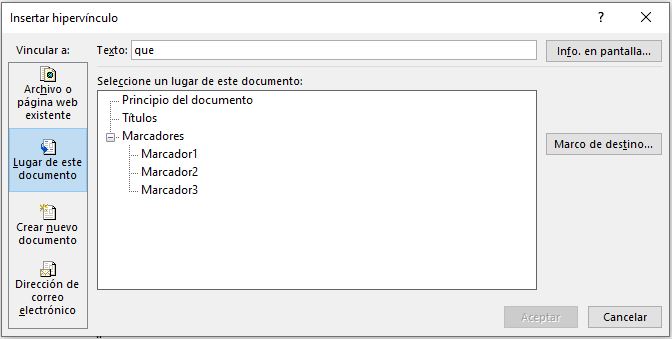 Insertar hipervínculo
?
Vincular a:
Texto: que
Info. en pantalla...
Archivo o
página web
existente
Lugar de este
documento
Crear nuevo
documento
Dirección de
correo
electrónico
Seleccione un lugar de este documento:
Principio del documento
Títulos
Marcadores
Marcador1
Marcador2
Marcador3
Marco de destino...
Aceptar
Cancelar